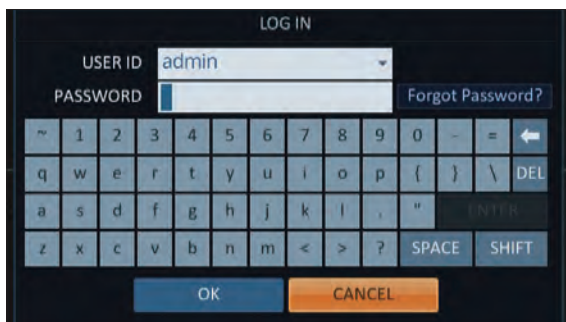 LOG IN
USER ID admin
PASSWORD Forgot Password?
~ 1 2 3 4 5 6 7 8 9 0 - =
q w e r t y u i o p { } \ DEL
a s d f g h j k l , " ENTER
z x c v b n m < > ? SPACE SHIFT
OK CANCEL